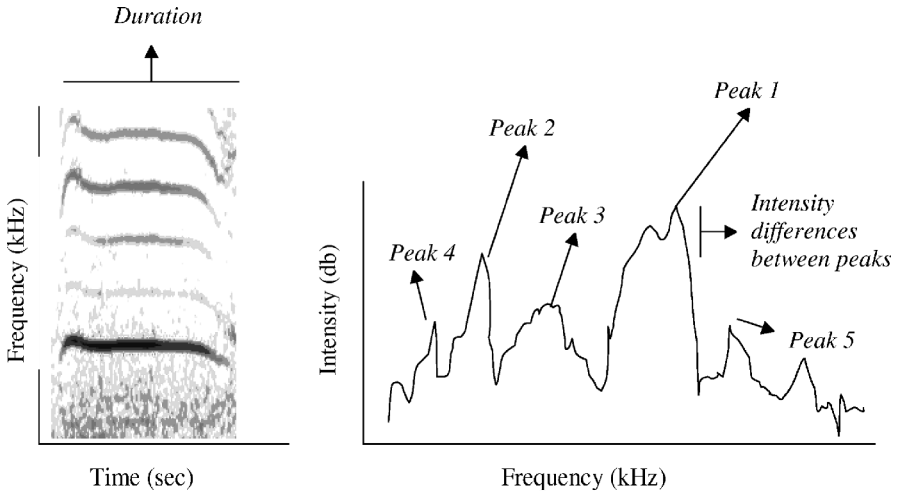 Duration
Frequency (kHz)
Time (sec)
Peak 1
Peak 2
Peak 3
Peak 4
Intensity
differences
between peaks
Peak 5
Intensity (db)
Frequency (kHz)